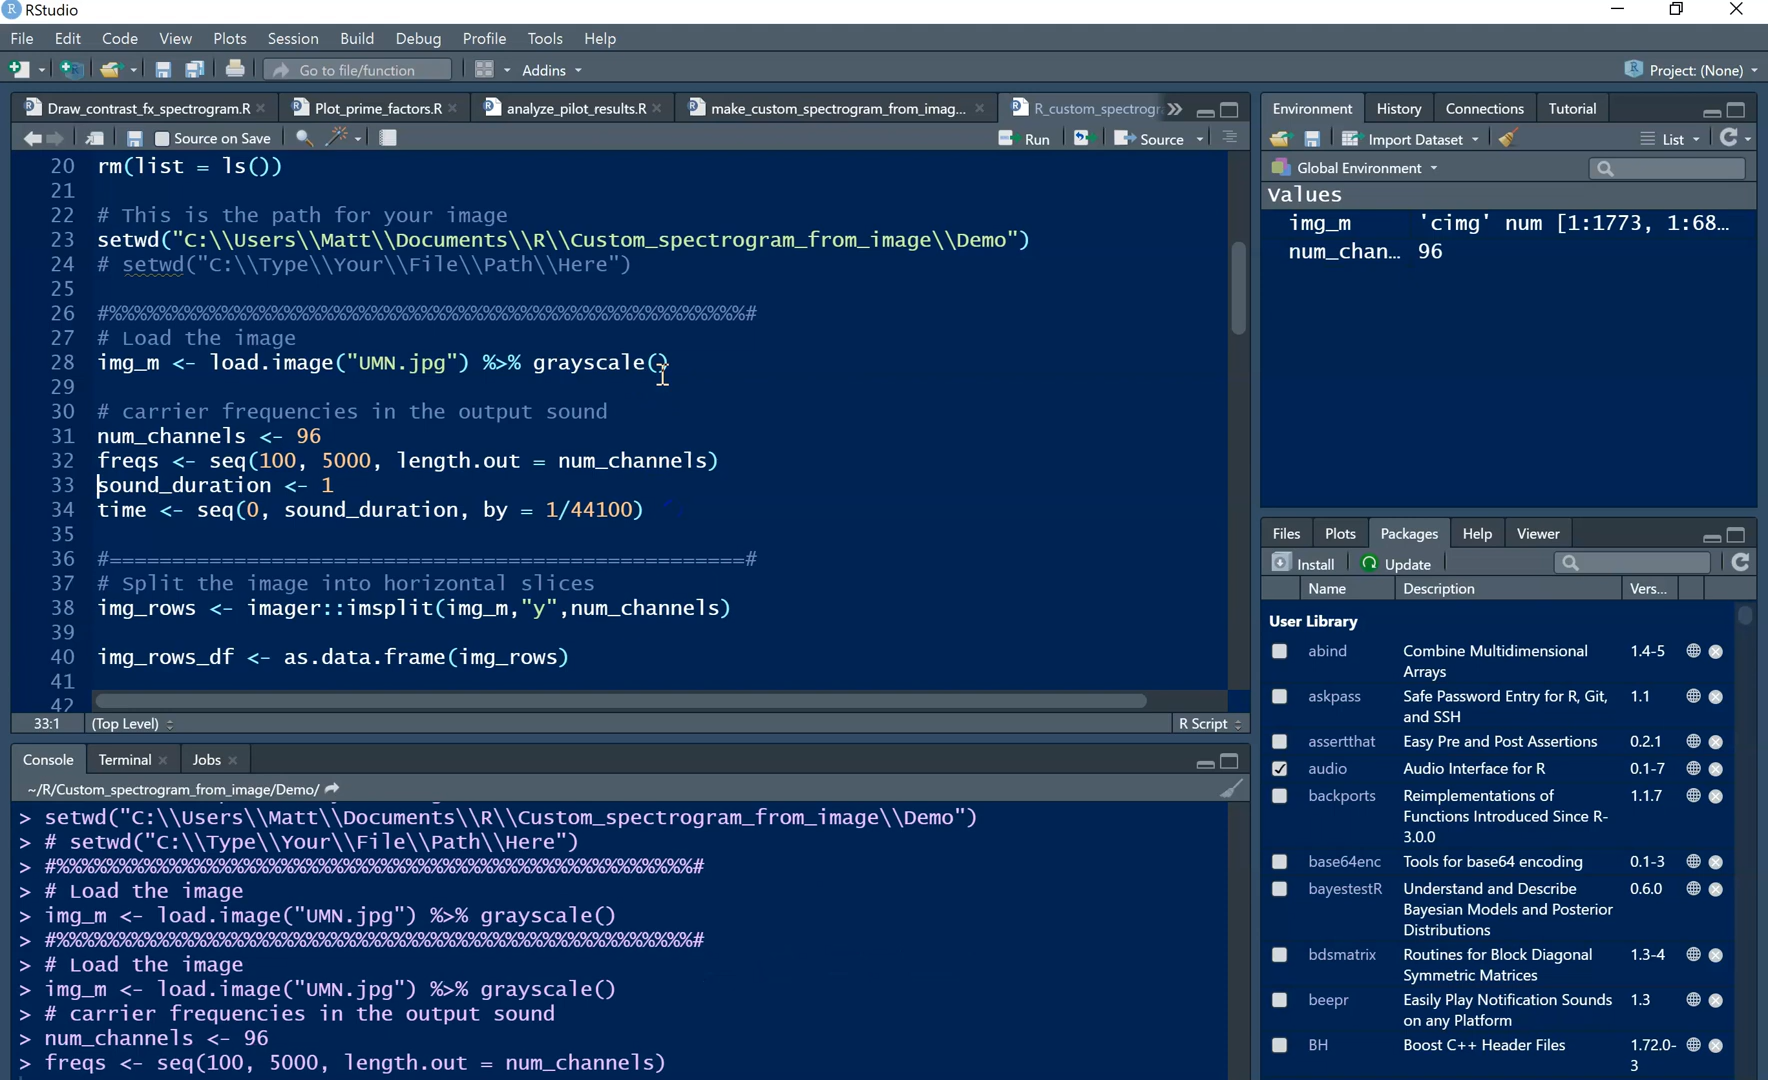 RStudio
File Edit Code View Plots Session Build Debug Profile Tools Help
Go to file/function Addins Project: (None)
Draw_contrast_fx_spectrogram.R Plot_prime_factors.R analyze_pilot_results.R make_custom_spectrogram_from_imag... R_custom_spectrogr
Source on Save Run Source
20 rm(list = ls())
21
22 # This is the path for your image
23 setwd("C:\\Users\\Matt\\Documents\\R\\Custom_spectrogram_from_image\\Demo")
24 # setwd("C:\\Type\\Your\\File\\Path\\Here")
25
26 #%%%%%%%%%%%%%%%%%%%%%%%%%%%%%%%%%%%%%%%%%%%%%%%%%%%#
27 # Load the image
28 img_m <- load.image("UMN.jpg") %>% grayscale()
29
30 # carrier frequencies in the output sound
31 num_channels <- 96
32 freqs <- seq(100, 5000, length.out = num_channels)
33 sound_duration <- 1
34 time <- seq(0, sound_duration, by = 1/44100)
35
36 #===================================================#
37 # Split the image into horizontal slices
38 img_rows <- imager::imsplit(img_m,"y",num_channels)
39
40 img_rows_df <- as.data.frame(img_rows)
41
42
33:1 (Top Level) R Script
Console Terminal Jobs
~/R/Custom_spectrogram_from_image/Demo/
> setwd("C:\\Users\\Matt\\Documents\\R\\Custom_spectrogram_from_image\\Demo")
> # setwd("C:\\Type\\Your\\File\\Path\\Here")
> #%%%%%%%%%%%%%%%%%%%%%%%%%%%%%%%%%%%%%%%%%%%%%%%%%%%#
> # Load the image
> img_m <- load.image("UMN.jpg") %>% grayscale()
> #%%%%%%%%%%%%%%%%%%%%%%%%%%%%%%%%%%%%%%%%%%%%%%%%%%%#
> # Load the image
> img_m <- load.image("UMN.jpg") %>% grayscale()
> # carrier frequencies in the output sound
> num_channels <- 96
> freqs <- seq(100, 5000, length.out = num_channels)
Environment History Connections Tutorial
Import Dataset List
Global Environment
Values
img_m 'cimg' num [1:1773, 1:68...
num_chan... 96
Files Plots Packages Help Viewer
Install Update
Name Description Vers...
User Library
abind Combine Multidimensional 1.4-5
Arrays
askpass Safe Password Entry for R, Git, 1.1
and SSH
assertthat Easy Pre and Post Assertions 0.2.1
audio Audio Interface for R 0.1-7
backports Reimplementations of 1.1.7
Functions Introduced Since R-
3.0.0
base64enc Tools for base64 encoding 0.1-3
bayestestR Understand and Describe 0.6.0
Bayesian Models and Posterior
Distributions
bdsmatrix Routines for Block Diagonal 1.3-4
Symmetric Matrices
beepr Easily Play Notification Sounds 1.3
on any Platform
BH Boost C++ Header Files 1.72.0-
3